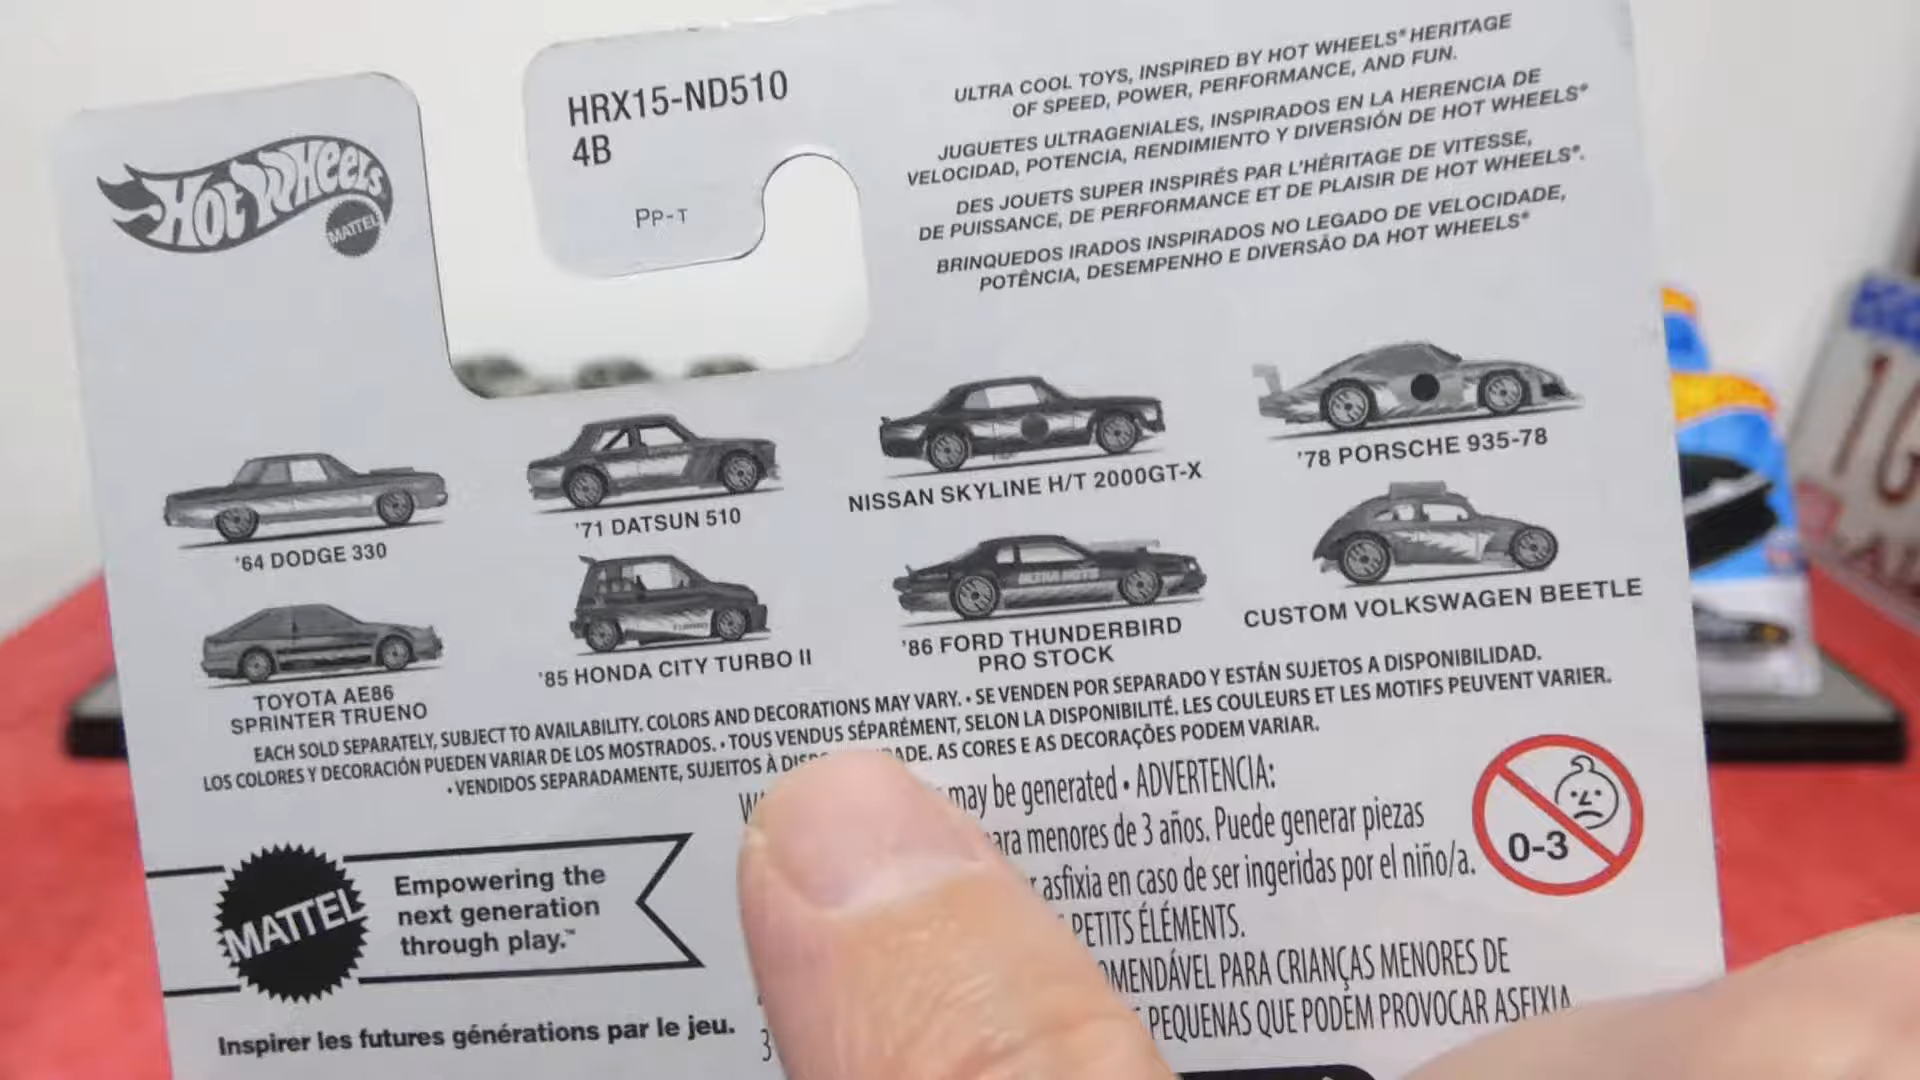 HOT WHEELS
MATTEL
HRX15-ND510
4B
PP-T
ULTRA COOL TOYS, INSPIRED BY HOT WHEELS® HERITAGE
OF SPEED, POWER, PERFORMANCE, AND FUN.
JUGUETES ULTRAGENIALES, INSPIRADOS EN LA HERENCIA DE
VELOCIDAD, POTENCIA, RENDIMIENTO Y DIVERSIÓN DE HOT WHEELS®
DES JOUETS SUPER INSPIRÉS PAR L'HÉRITAGE DE VITESSE,
DE PUISSANCE, DE PERFORMANCE ET DE PLAISIR DE HOT WHEELS®.
BRINQUEDOS IRADOS INSPIRADOS NO LEGADO DE VELOCIDADE,
POTÊNCIA, DESEMPENHO E DIVERSÃO DA HOT WHEELS®
'64 DODGE 330
'71 DATSUN 510
NISSAN SKYLINE H/T 2000GT-X
'78 PORSCHE 935-78
TOYOTA AE86
SPRINTER TRUENO
'85 HONDA CITY TURBO II
'86 FORD THUNDERBIRD
PRO STOCK
CUSTOM VOLKSWAGEN BEETLE
EACH SOLD SEPARATELY, SUBJECT TO AVAILABILITY. COLORS AND DECORATIONS MAY VARY. • SE VENDEN POR SEPARADO Y ESTÁN SUJETOS A DISPONIBILIDAD.
LOS COLORES Y DECORACIÓN PUEDEN VARIAR DE LOS MOSTRADOS. • TOUS VENDUS SÉPARÉMENT, SELON LA DISPONIBILITÉ. LES COULEURS ET LES MOTIFS PEUVENT VARIER.
• VENDIDOS SEPARADAMENTE, SUJEITOS À AS CORES E AS DECORAÇÕES PODEM VARIAR.
may be generated • ADVERTENCIA:
menores de 3 años. Puede generar piezas
asfixia en caso de ser ingeridas por el niño/a.
PETITS ÉLÉMENTS.
PARA CRIANÇAS MENORES DE
PEQUENAS QUE PODEM PROVOCAR ASFIXIA
0-3
MATTEL
Empowering the
next generation
through play.™
Inspirer les futures générations par le jeu.